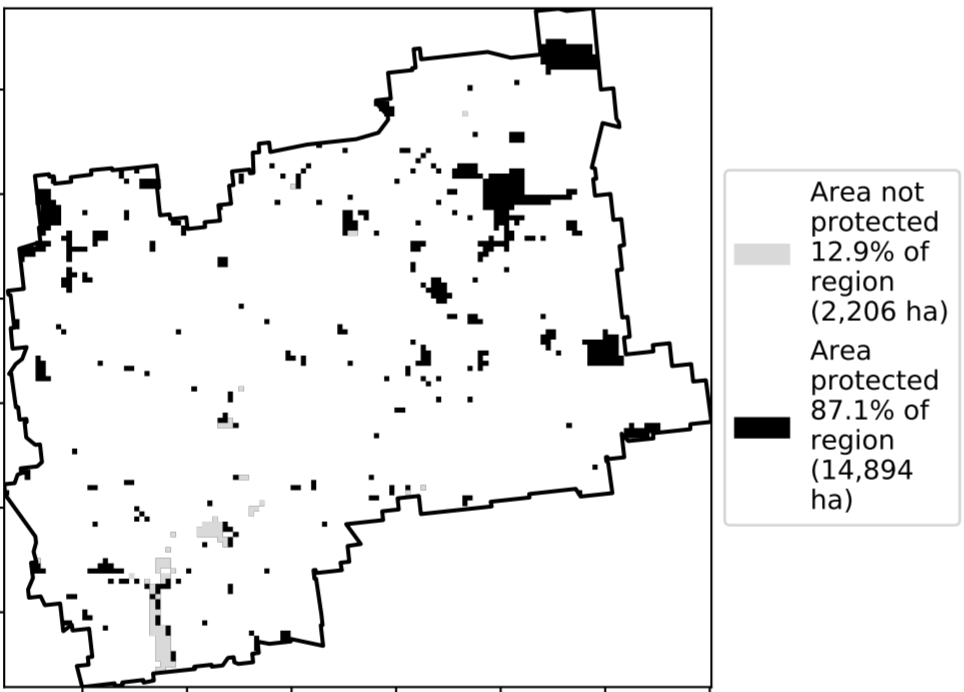 Area not
protected
12.9% of
region
(2,206 ha)
Area
protected
87.1% of
region
(14,894
ha)